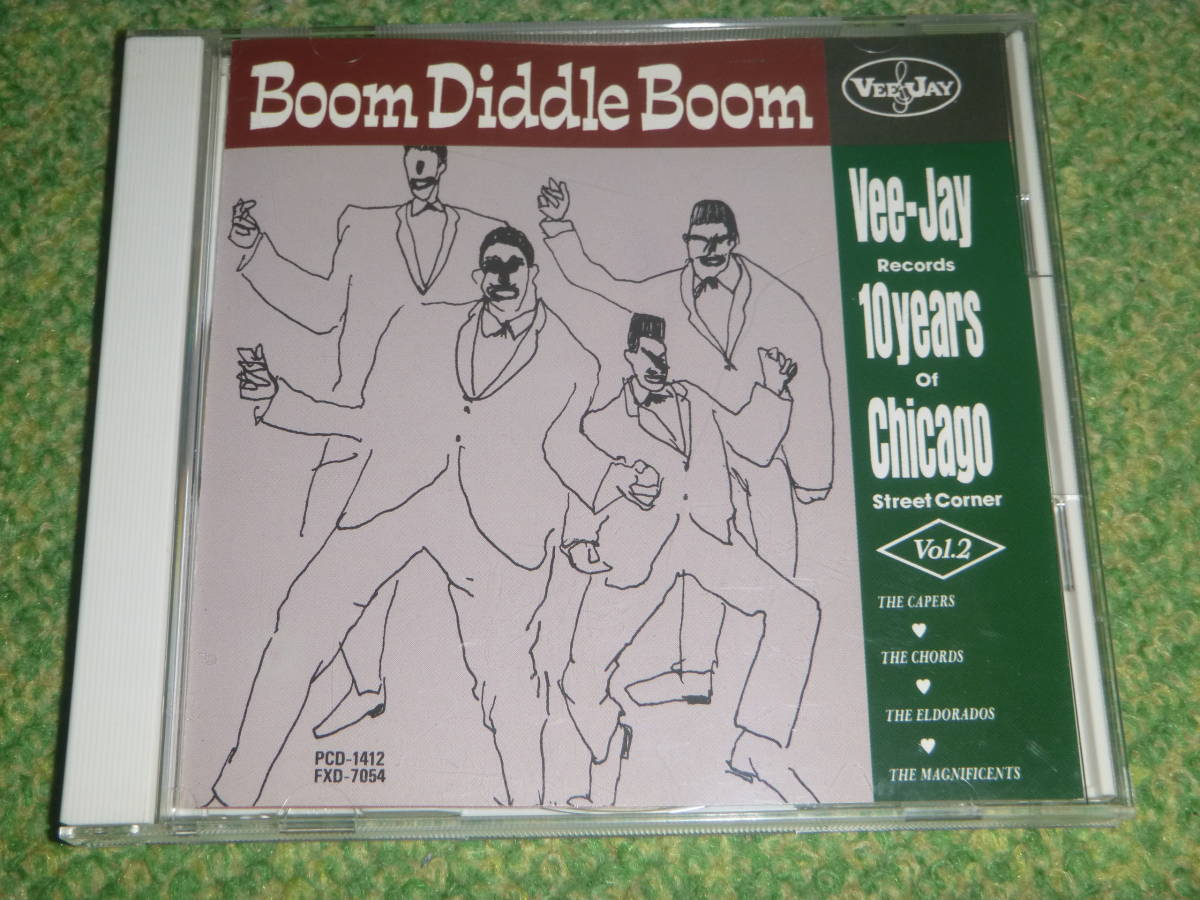 Boom Diddle Boom
VEE JAY
Vee-Jay
Records
10years
Of
Chicago
Street Corner
Vol.2
THE CAPERS
THE CHORDS
THE ELDORADOS
THE MAGNIFICENTS
PCD-1412
FXD-7054